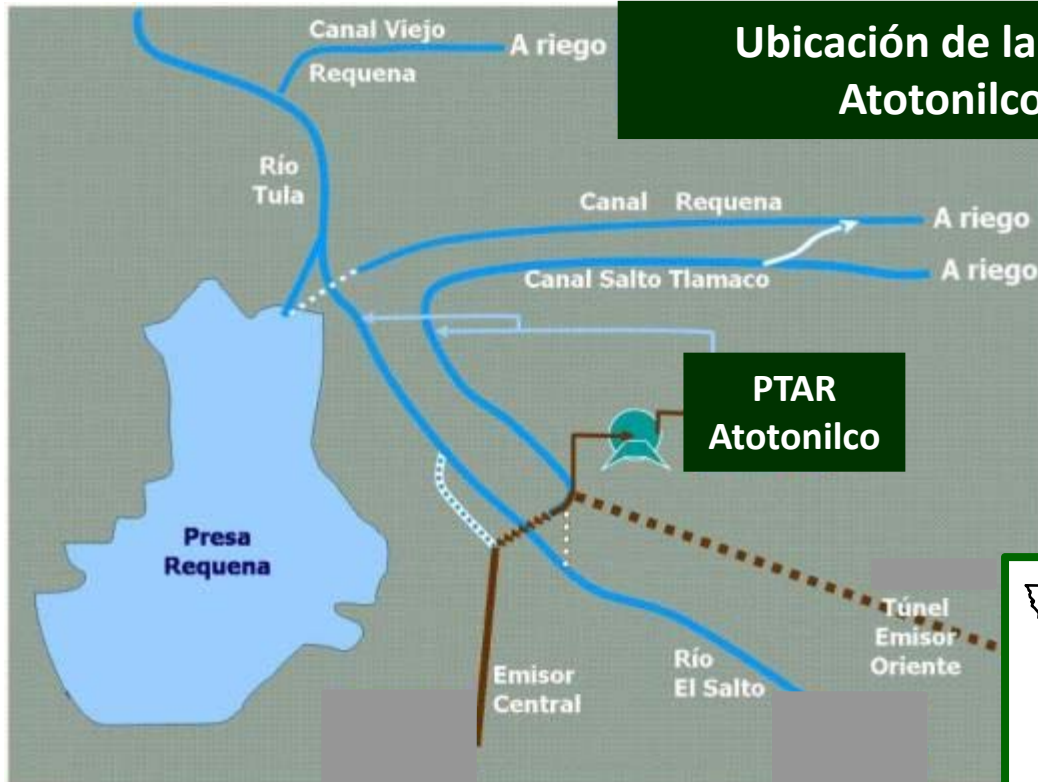 Ubicación de la
Atotonilco
Canal Viejo
Requena
A riego
Río
Tula
Canal Requena
A riego
Canal Salto Tlamaco
A riego
PTAR
Atotonilco
Presa
Requena
Túnel
Emisor
Oriente
Emisor
Central
Río
El Salto